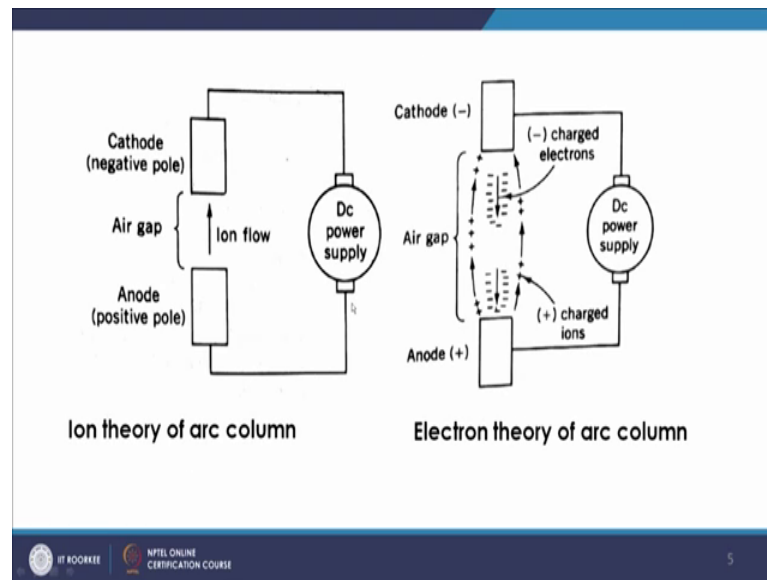 Cathode
(negative pole)
Air gap
Ion flow
Anode
(positive pole)
Dc
power
supply
Ion theory of arc column
Cathode (-)
(-) charged
electrons
Air gap
Dc
power
supply
(+) charged
ions
Anode (+)
Electron theory of arc column
IIT ROORKEE
NPTEL ONLINE
CERTIFICATION COURSE
5